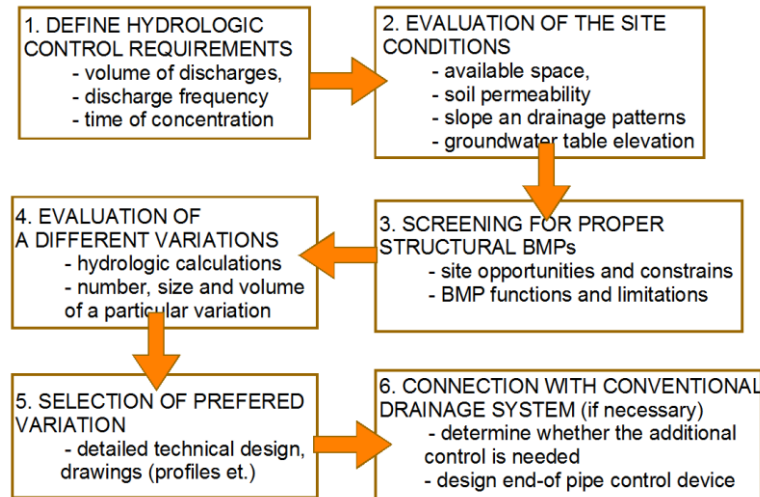 1. DEFINE HYDROLOGIC
CONTROL REQUIREMENTS
- volume of discharges,
- discharge frequency
- time of concentration
2. EVALUATION OF THE SITE
CONDITIONS
- available space,
- soil permeability
- slope an drainage patterns
- groundwater table elevation
3. SCREENING FOR PROPER
STRUCTURAL BMPs
- site opportunities and constrains
- BMP functions and limitations
4. EVALUATION OF
A DIFFERENT VARIATIONS
- hydrologic calculations
- number, size and volume
of a particular variation
5. SELECTION OF PREFERED
VARIATION
- detailed technical design,
drawings (profiles et.)
6. CONNECTION WITH CONVENTIONAL
DRAINAGE SYSTEM (if necessary)
- determine whether the additional
control is needed
- design end-of pipe control device